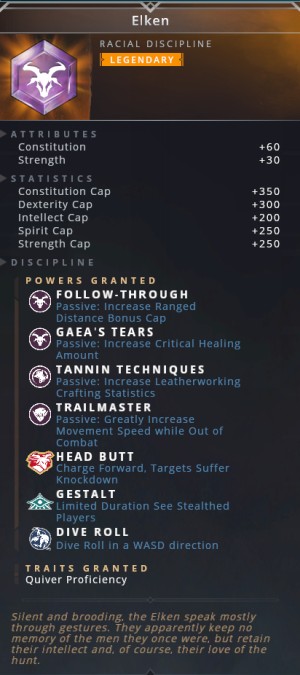 Elken
RACIAL DISCIPLINE
LEGENDARY
ATTRIBUTES
Constitution +60
Strength +30
STATISTICS
Constitution Cap +350
Dexterity Cap +300
Intellect Cap +200
Spirit Cap +250
Strength Cap +250
DISCIPLINE
POWERS GRANTED
FOLLOW-THROUGH
Passive: Increase Ranged
Distance Bonus Cap
GAEA'S TEARS
Passive: Increase Critical Healing
Amount
TANNIN TECHNIQUES
Passive: Increase Leatherworking
Crafting Statistics
TRAILMASTER
Passive: Greatly Increase
Movement Speed while Out of
Combat
HEAD BUTT
Charge Forward, Targets Suffer
Knockdown
GESTALT
Limited Duration See Stealthed
Players
DIVE ROLL
Dive Roll in a WASD direction
TRAITS GRANTED
Quiver Proficiency
Silent and brooding, the Elken speak mostly
through gestures. They apparently keep no
memory of the men they once were, but retain
their intellect and, of course, their love of the
hunt.